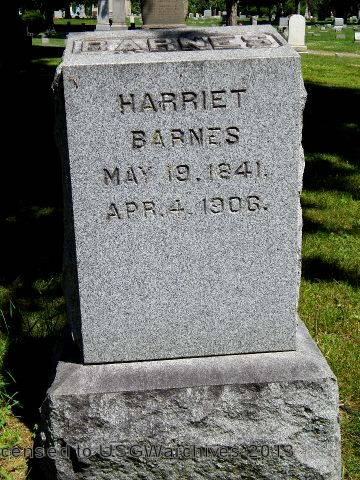 BARNES
HARRIET
BARNES
MAY 19. 1841.
APR. 4. 1906.
censed to USGWarchives 2013